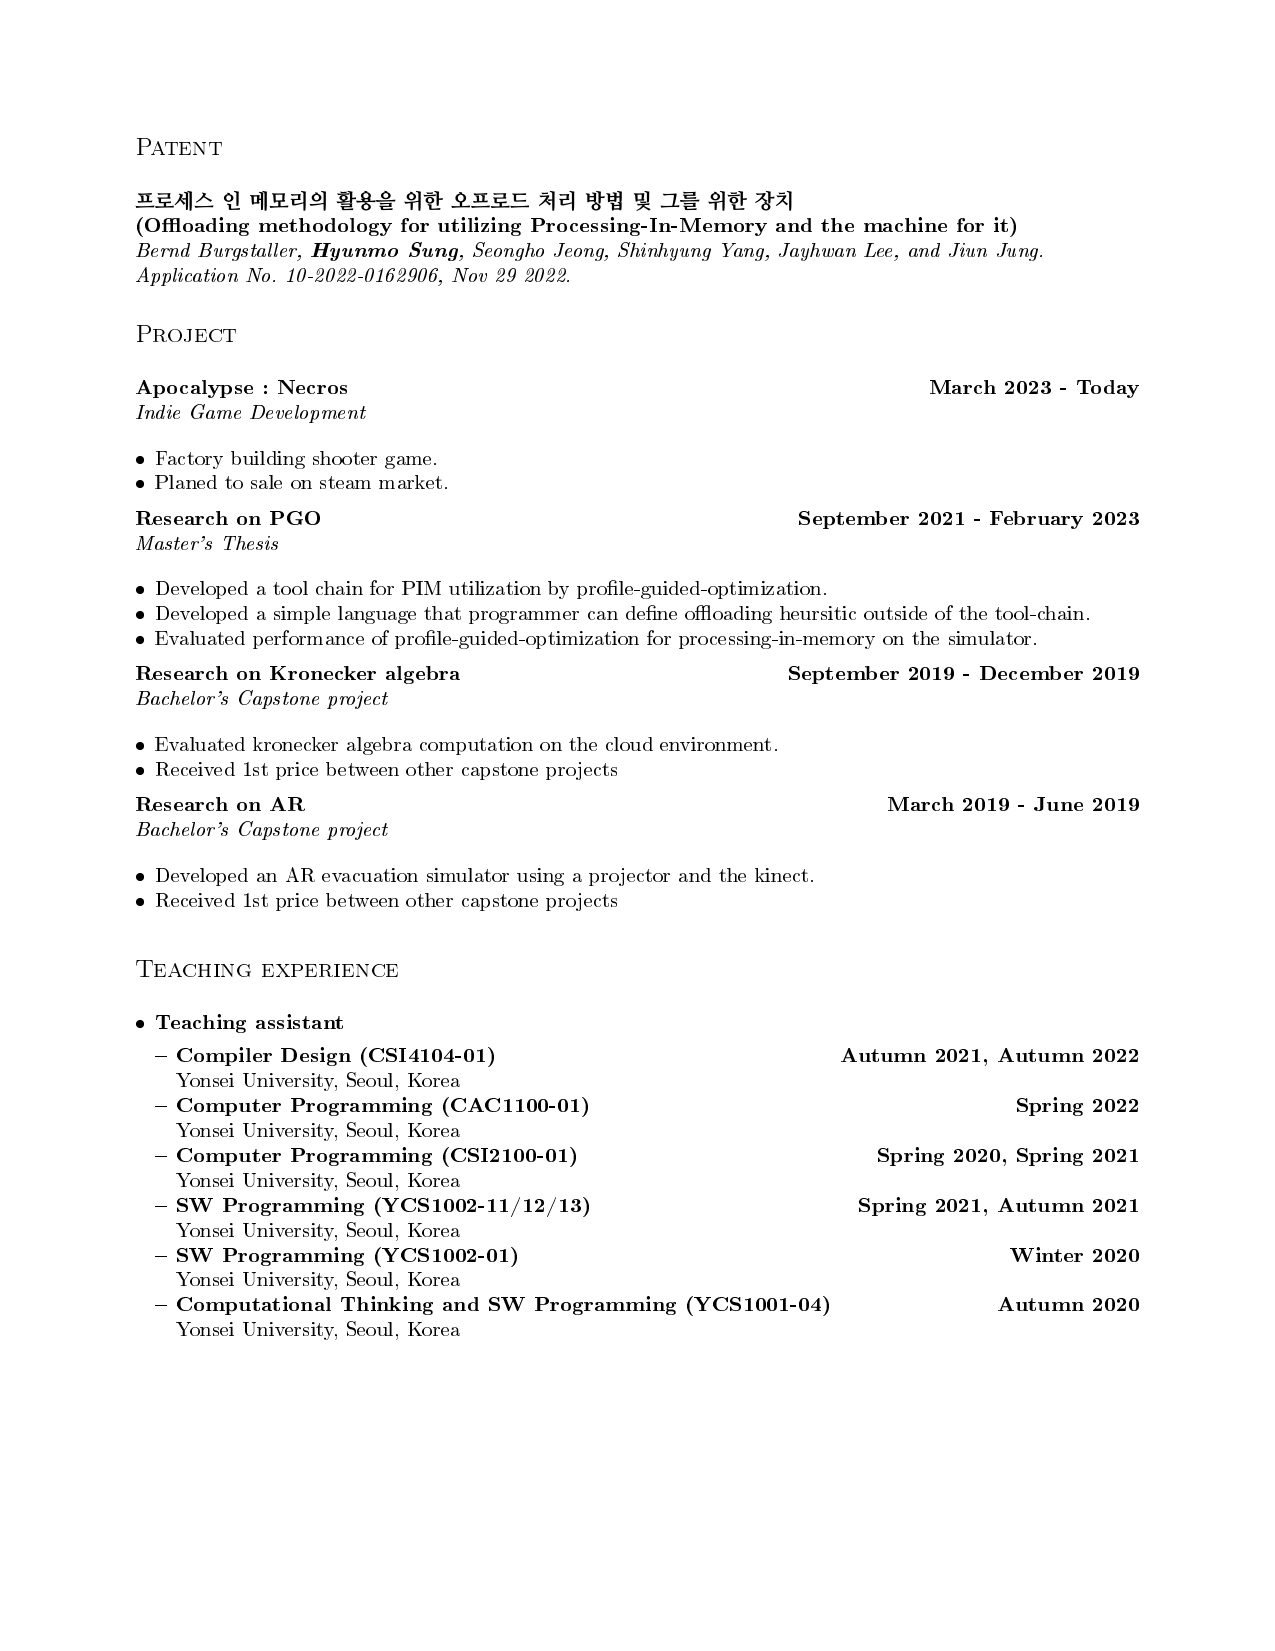 Patent
프로세스 인 메모리의 활용을 위한 오프로드 처리 방법 및 그를 위한 장치
(Offloading methodology for utilizing Processing-In-Memory and the machine for it)
Bernd Burgstaller, Hyunmo Sung, Seongho Jeong, Shinhyung Yang, Jayhwan Lee, and Jiun Jung.
Application No. 10-2022-0162906, Nov 29 2022.
Project
Apocalypse : Necros March 2023 - Today
Indie Game Development
• Factory building shooter game.
• Planed to sale on steam market.
Research on PGO September 2021 - February 2023
Master's Thesis
• Developed a tool chain for PIM utilization by profile-guided-optimization.
• Developed a simple language that programmer can define offloading heursitic outside of the tool-chain.
• Evaluated performance of profile-guided-optimization for processing-in-memory on the simulator.
Research on Kronecker algebra September 2019 - December 2019
Bachelor's Capstone project
• Evaluated kronecker algebra computation on the cloud environment.
• Received 1st price between other capstone projects
Research on AR March 2019 - June 2019
Bachelor's Capstone project
• Developed an AR evacuation simulator using a projector and the kinect.
• Received 1st price between other capstone projects
Teaching experience
• Teaching assistant
– Compiler Design (CSI4104-01) Autumn 2021, Autumn 2022
Yonsei University, Seoul, Korea
– Computer Programming (CAC1100-01) Spring 2022
Yonsei University, Seoul, Korea
– Computer Programming (CSI2100-01) Spring 2020, Spring 2021
Yonsei University, Seoul, Korea
– SW Programming (YCS1002-11/12/13) Spring 2021, Autumn 2021
Yonsei University, Seoul, Korea
– SW Programming (YCS1002-01) Winter 2020
Yonsei University, Seoul, Korea
– Computational Thinking and SW Programming (YCS1001-04) Autumn 2020
Yonsei University, Seoul, Korea